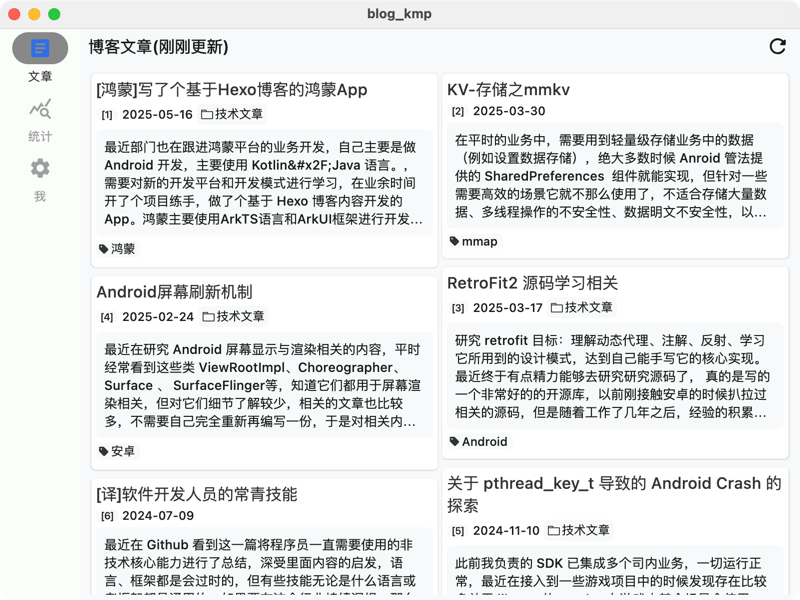 blog_kmp
文章
统计
我
博客文章(刚刚更新)
[鸿蒙]写了个基于Hexo博客的鸿蒙App
[1] 2025-05-16 技术文章
最近部门也在跟进鸿蒙平台的业务开发，自己主要是做
Android 开发，主要使用 Kotlin&#x2F;Java 语言。，
需要对新的开发平台和开发模式进行学习，在业余时间
开了个项目练手，做了个基于 Hexo 博客内容开发的
App。鸿蒙主要使用ArkTS语言和ArkUI框架进行开发...
鸿蒙
KV-存储之mmkv
[2] 2025-03-30
在平时的业务中，需要用到轻量级存储业务中的数据
（例如设置数据存储），绝大多数时候 Anroid 管法提
供的 SharedPreferences 组件就能实现，但针对一些
需要高效的场景它就不那么使用了，不适合存储大量数
据、多线程操作的不安全性、数据明文不安全性，以...
mmap
RetroFit2 源码学习相关
[3] 2025-03-17 技术文章
研究 retrofit 目标：理解动态代理、注解、反射、学习
它所用到的设计模式，达到自己能手写它的核心实现。
最近终于有点精力能够去研究研究源码了， 真的是写的
一个非常好的的开源库，以前刚接触安卓的时候扒拉过
相关的源码，但是随着工作了几年之后，经验的积累...
Android
Android屏幕刷新机制
[4] 2025-02-24 技术文章
最近在研究 Android 屏幕显示与渲染相关的内容，平时
经常看到这些类 ViewRootImpl、Choreographer、
Surface 、 SurfaceFlinger等，知道它们都用于屏幕渲
染相关，但对它们细节了解较少，相关的文章也比较
多，不需要自己完全重新再编写一份，于是对相关内...
安卓
关于 pthread_key_t 导致的 Android Crash 的
探索
[5] 2024-11-10 技术文章
此前我负责的 SDK 已集成多个司内业务，一切运行正
常，最近在接入到一些游戏项目中的时候发现存在比较
[译]软件开发人员的常青技能
[6] 2024-07-09
最近在 Github 看到这一篇将程序员一直需要使用的非
技术核心能力进行了总结，深受里面内容的启发，语
言、框架都是会过时的，但有些技能无论是什么语言或